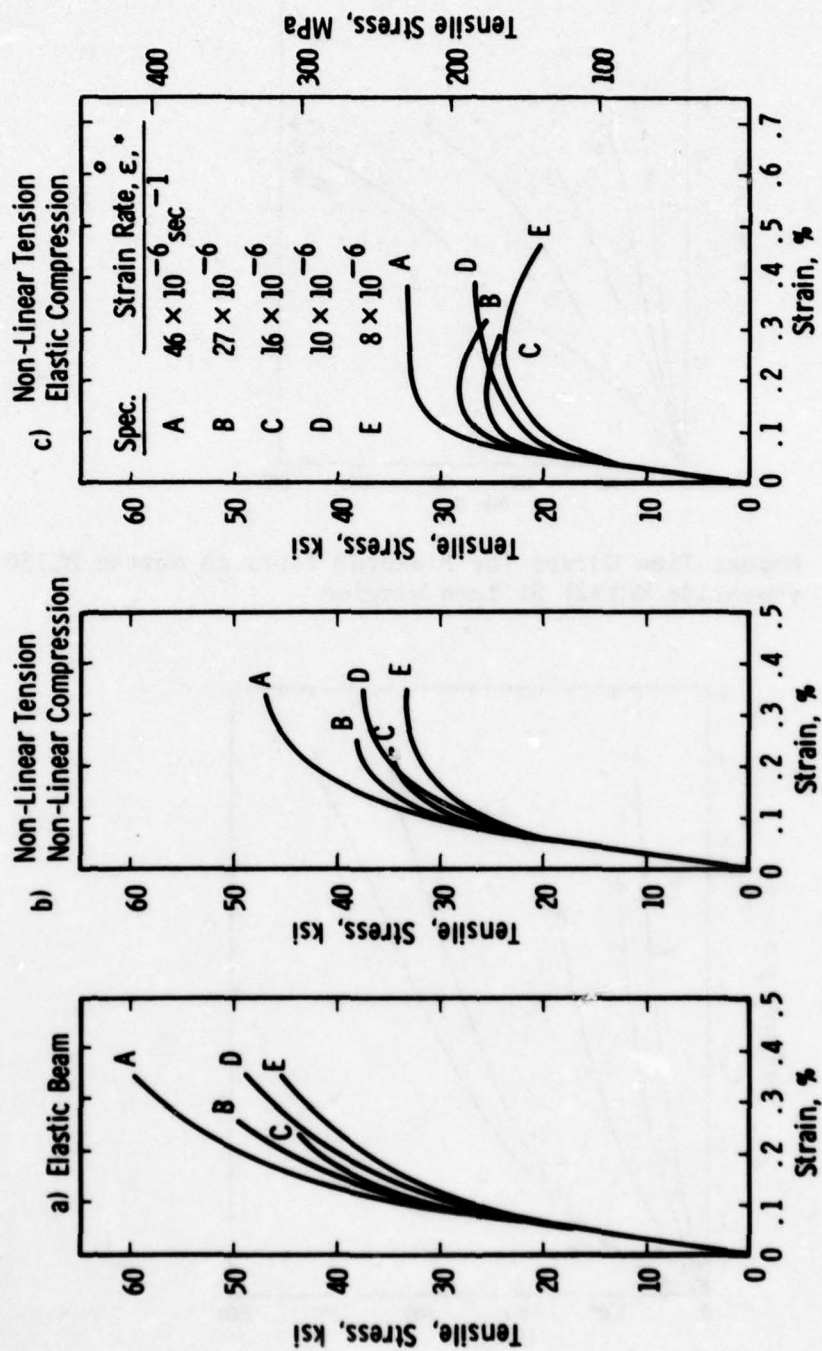 a) Elastic Beam
Tensile, Stress, ksi
60
50
40
30
20
10
0
0 .1 .2 .3 .4 .5
Strain, %
A
B
C
D
E
b) Non-Linear Tension
Non-Linear Compression
Tensile, Stress, ksi
60
50
40
30
20
10
0
0 .1 .2 .3 .4 .5
Strain, %
A
B
C
D
E
c) Non-Linear Tension
Elastic Compression
Spec. Strain Rate, ε̊,*
A 46 × 10⁻⁶ sec⁻¹
B 27 × 10⁻⁶
C 16 × 10⁻⁶
D 10 × 10⁻⁶
E 8 × 10⁻⁶
Tensile, Stress, ksi
60
50
40
30
20
10
0
0 .1 .2 .3 .4 .5 .6 .7
Strain, %
A
D
B
C
E
400
300
200
100
Tensile Stress, MPa